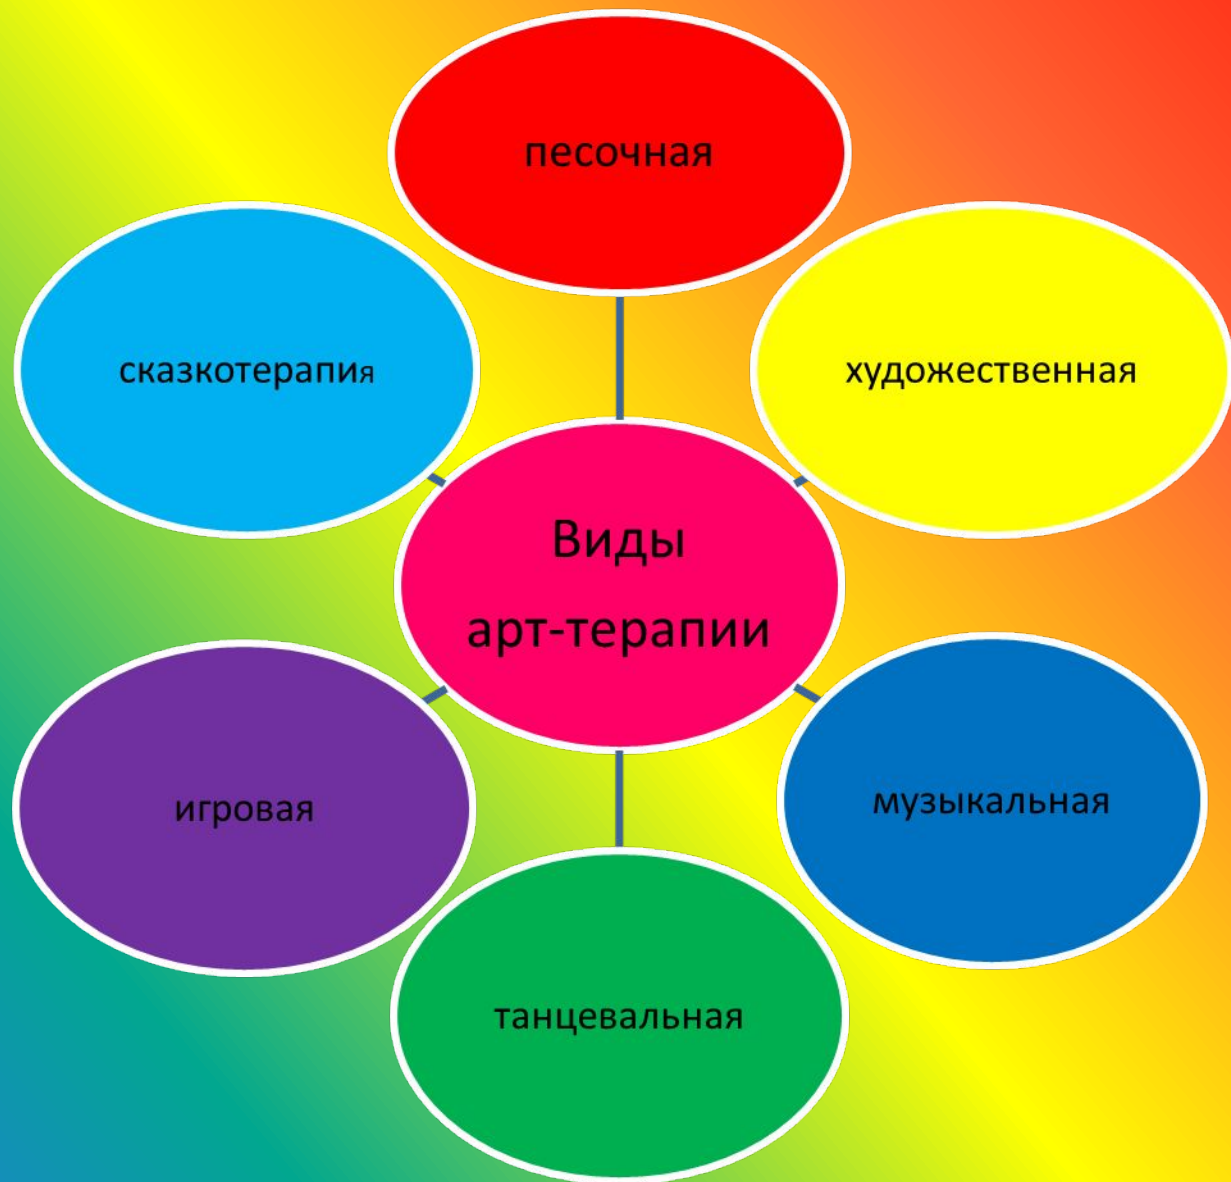 песочная
сказкотерапия
художественная
Виды
арт-терапии
игровая
музыкальная
танцевальная